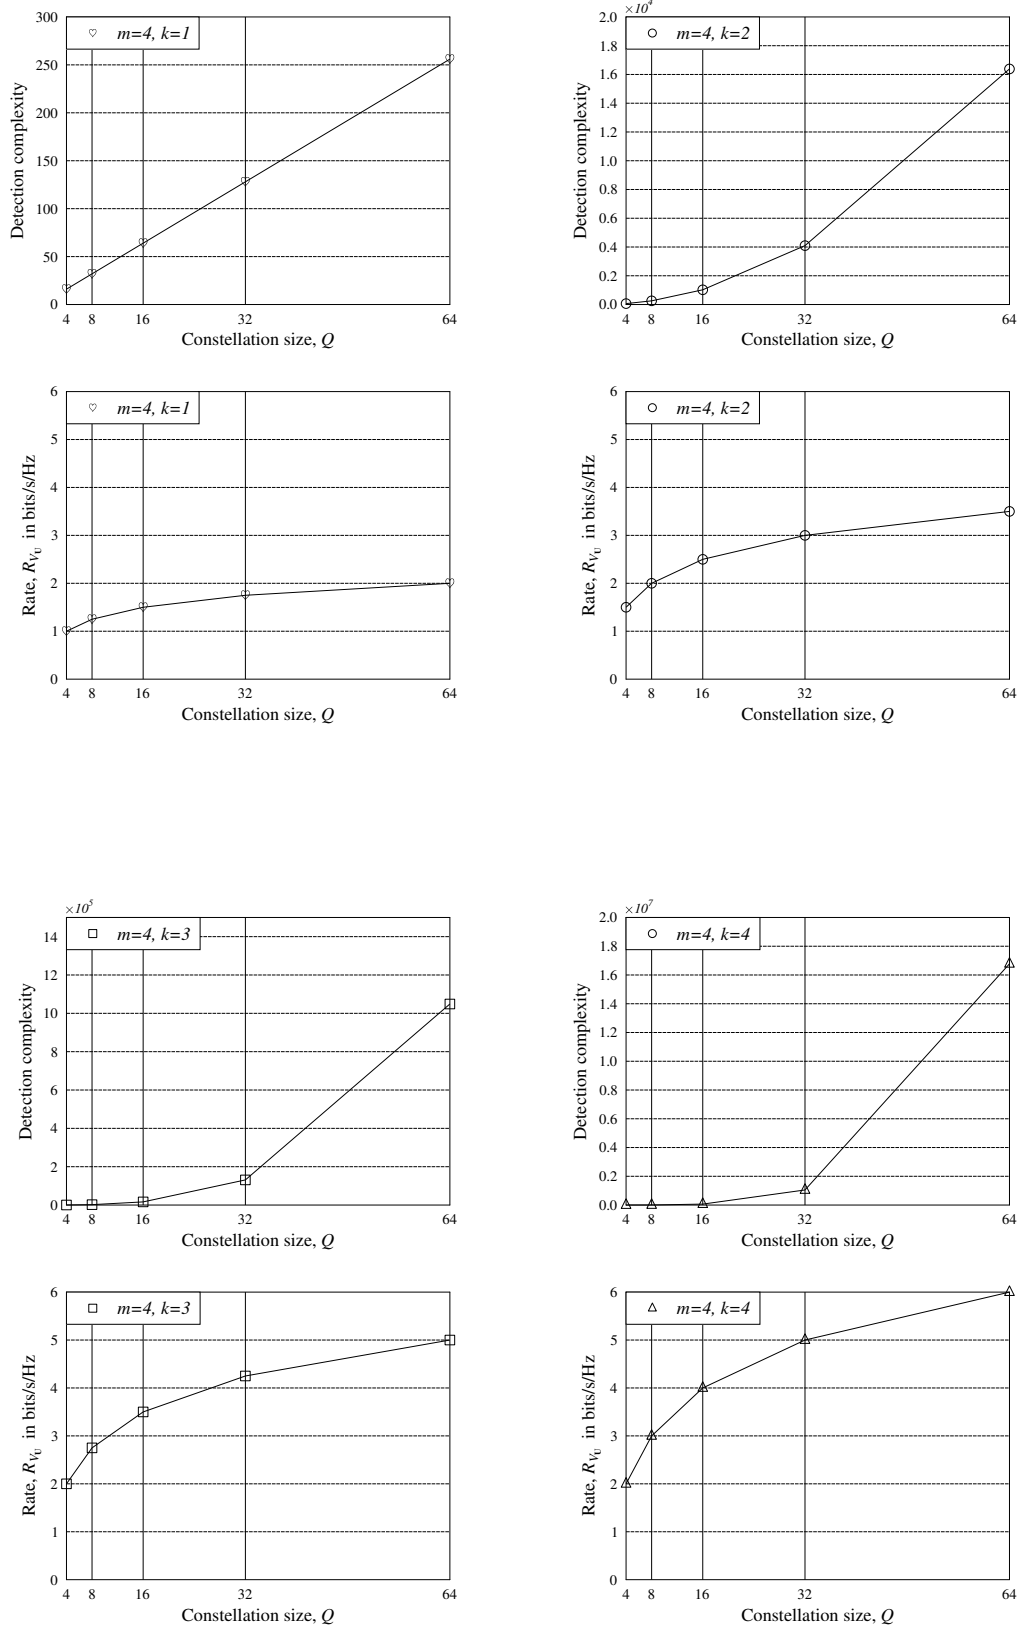 300
250
200
150
100
50
0
4 8 16 32 64
Detection complexity
Constellation size, Q
m=4, k=1
×10⁴
2.0
1.8
1.6
1.4
1.2
1.0
0.8
0.6
0.4
0.2
0.0
4 8 16 32 64
Detection complexity
Constellation size, Q
m=4, k=2
6
5
4
3
2
1
0
4 8 16 32 64
Rate, R_{V_U} in bits/s/Hz
Constellation size, Q
m=4, k=1
6
5
4
3
2
1
0
4 8 16 32 64
Rate, R_{V_U} in bits/s/Hz
Constellation size, Q
m=4, k=2
×10⁵
14
12
10
8
6
4
2
0
4 8 16 32 64
Detection complexity
Constellation size, Q
m=4, k=3
×10⁷
2.0
1.8
1.6
1.4
1.2
1.0
0.8
0.6
0.4
0.2
0.0
4 8 16 32 64
Detection complexity
Constellation size, Q
m=4, k=4
6
5
4
3
2
1
0
4 8 16 32 64
Rate, R_{V_U} in bits/s/Hz
Constellation size, Q
m=4, k=3
6
5
4
3
2
1
0
4 8 16 32 64
Rate, R_{V_U} in bits/s/Hz
Constellation size, Q
m=4, k=4